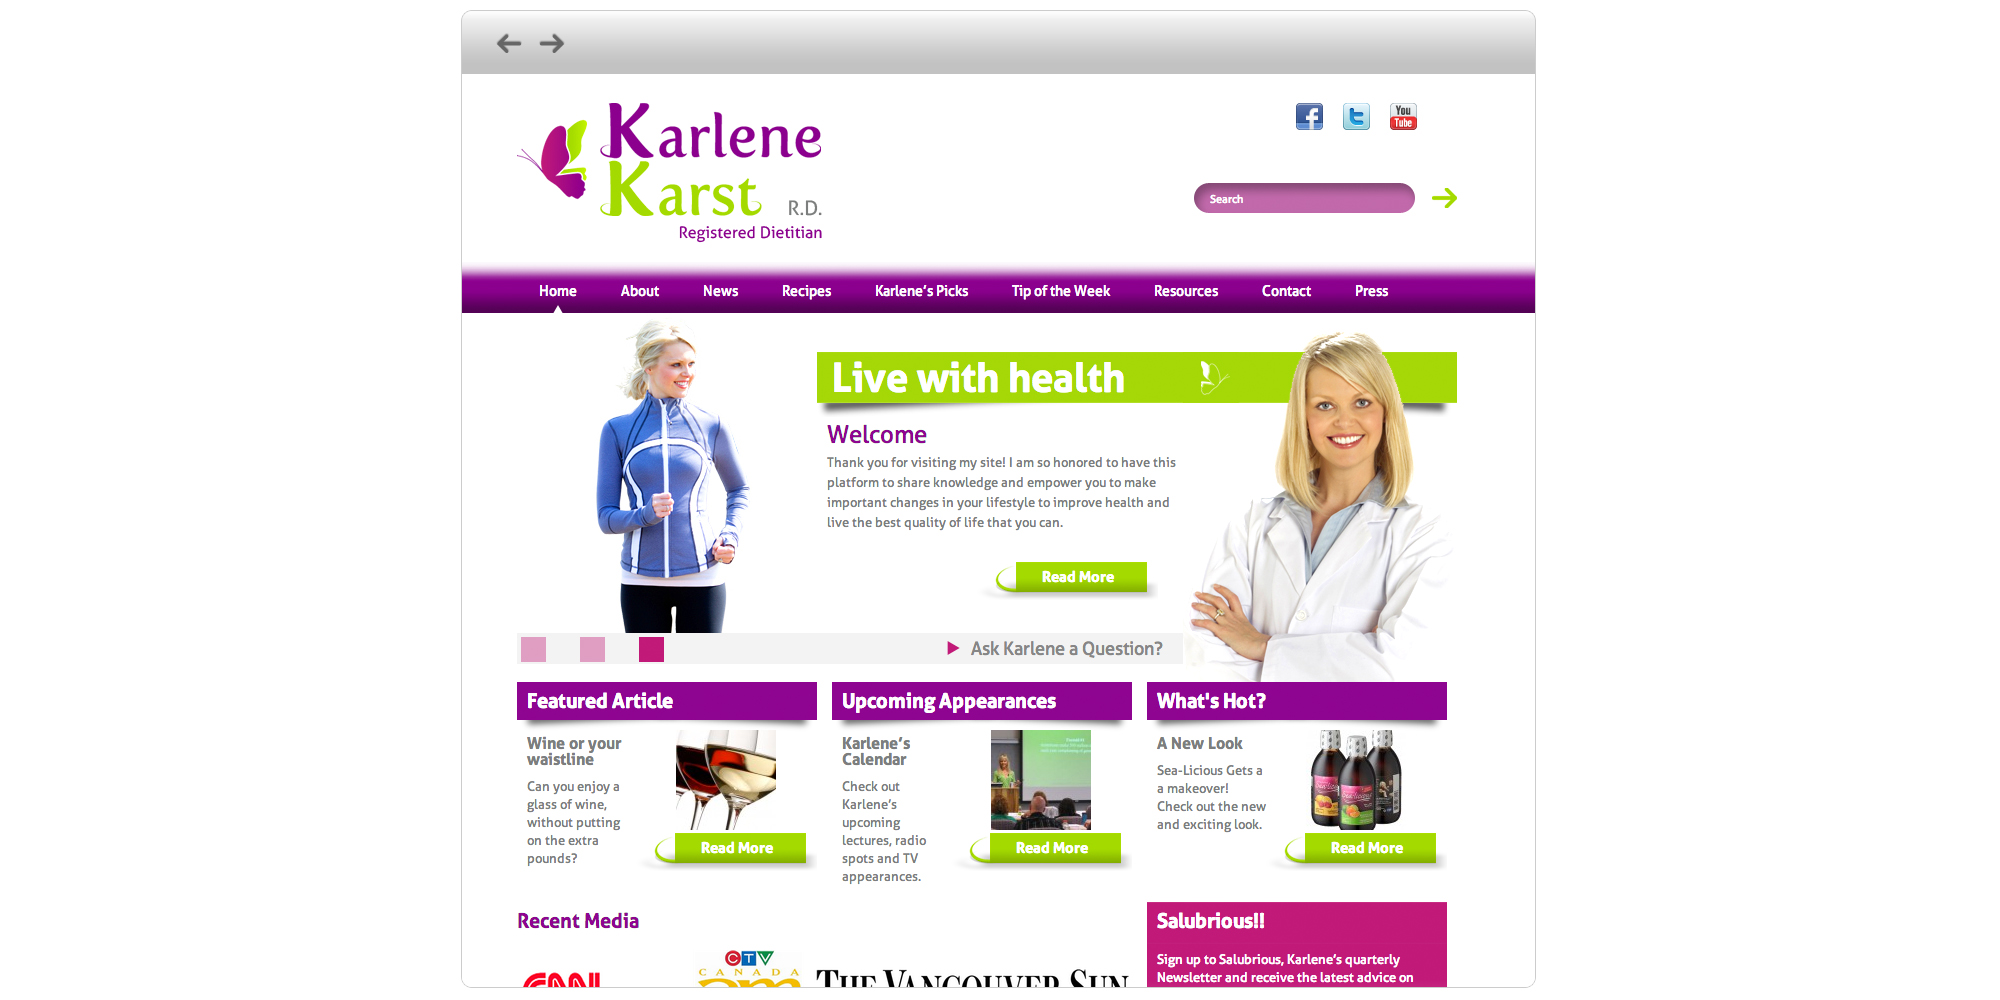 Karlene
Karst R.D.
Registered Dietitian
You
Tube
Search
Home About News Recipes Karlene's Picks Tip of the Week Resources Contact Press
Live with health
Welcome
Thank you for visiting my site! I am so honored to have this
platform to share knowledge and empower you to make
important changes in your lifestyle to improve health and
live the best quality of life that you can.
Read More
Ask Karlene a Question?
Featured Article
Wine or your
waistline
Can you enjoy a
glass of wine,
without putting
on the extra
pounds?
Read More
Upcoming Appearances
Karlene's
Calendar
Check out
Karlene's
upcoming
lectures, radio
spots and TV
appearances.
Read More
What's Hot?
A New Look
Sea-Licious Gets a
a makeover!
Check out the new
and exciting look.
Read More
Recent Media
CNN
CTV
CANADA
am
THE VANCOUVER SUN
Salubrious!!
Sign up to Salubrious, Karlene's quarterly
Newsletter and receive the latest advice on